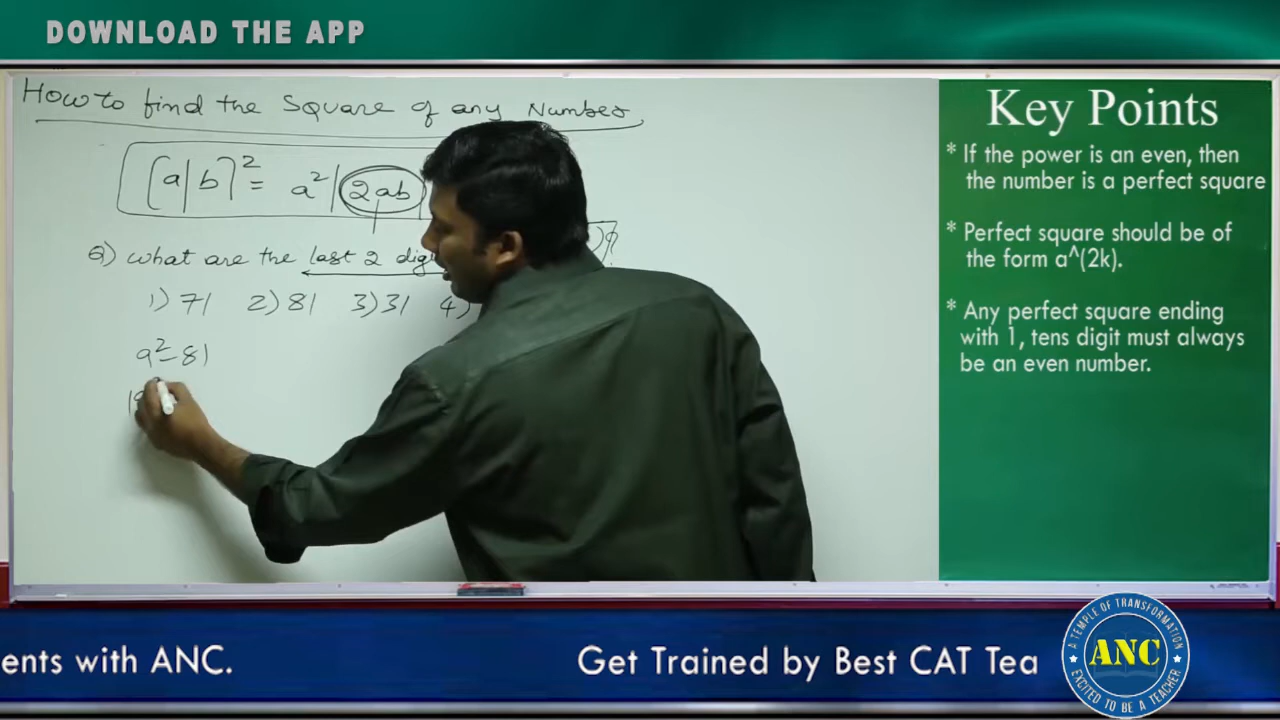 DOWNLOAD THE APP
How to find the Square of any Number
(a|b)² = a²|2ab
Q) what are the last 2 dig
1) 71 2) 81 3) 31 4)
9² = 81
Key Points
* If the power is an even, then
the number is a perfect square
* Perfect square should be of
the form a^(2k).
* Any perfect square ending
with 1, tens digit must always
be an even number.
ents with ANC.
Get Trained by Best CAT Tea
A TEMPLE OF TRANSFORMATION
ANC
EXCITED TO BE A TEACHER